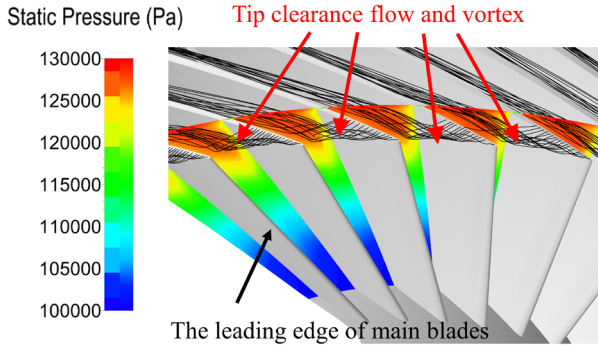 Static Pressure (Pa)
Tip clearance flow and vortex
130000
125000
120000
115000
110000
105000
100000
The leading edge of main blades